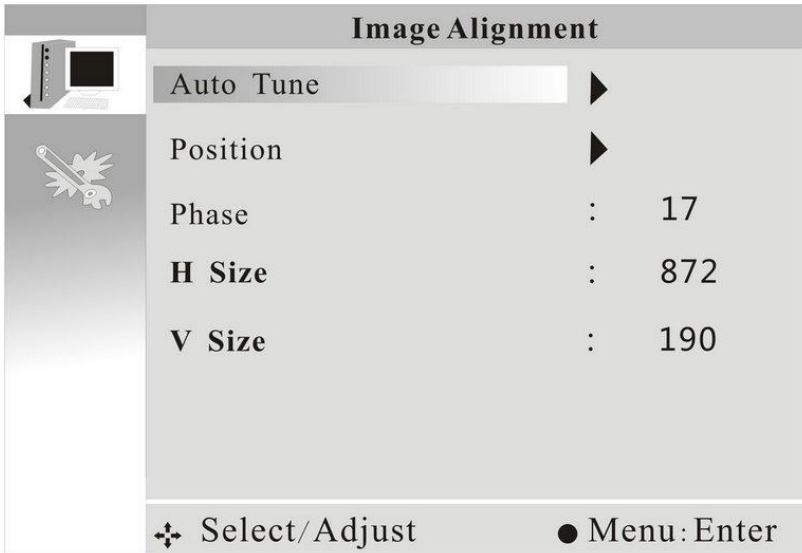 Image Alignment
Auto Tune
Position
Phase : 17
H Size : 872
V Size : 190
Select/Adjust Menu:Enter